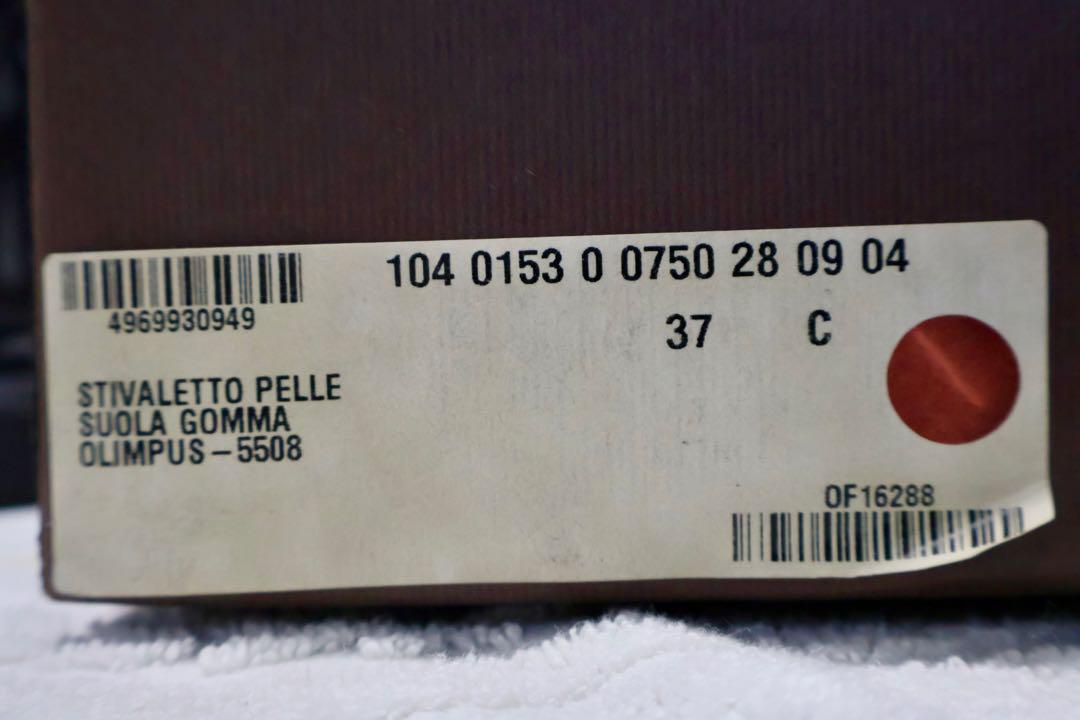 104 0153 0 0750 28 09 04
4969930949
37 C
STIVALETTO PELLE
SUOLA GOMMA
OLIMPUS-5508
OF16288